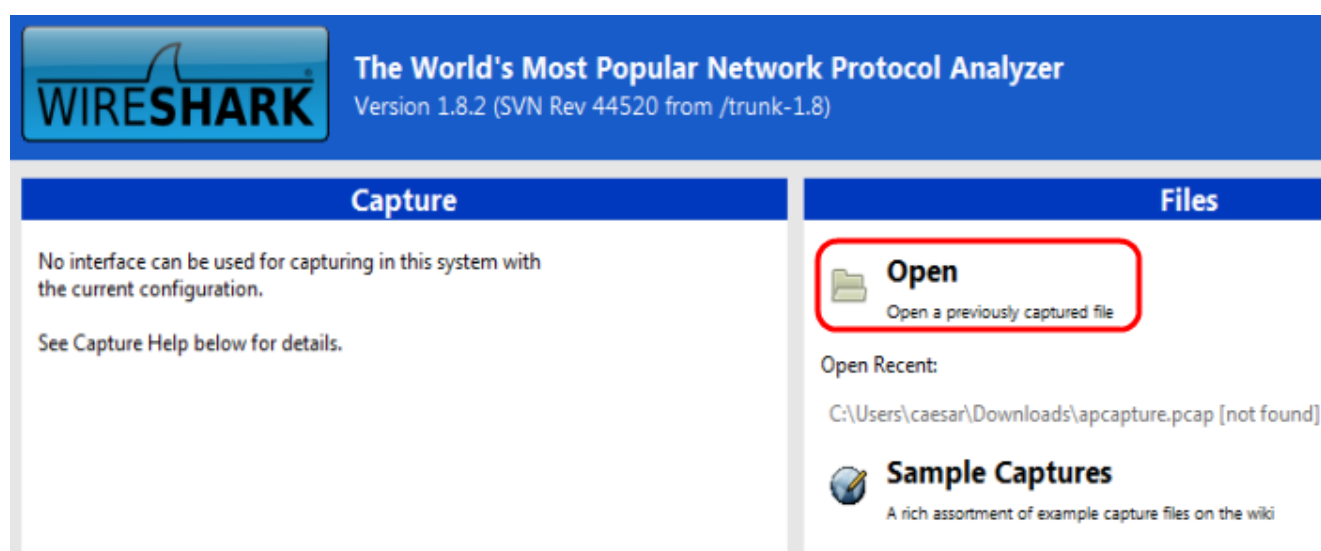 WIRESHARK
The World's Most Popular Network Protocol Analyzer
Version 1.8.2 (SVN Rev 44520 from /trunk-1.8)
Capture
No interface can be used for capturing in this system with
the current configuration.
See Capture Help below for details.
Files
Open
Open a previously captured file
Open Recent:
C:\Users\caesar\Downloads\apcapture.pcap [not found]
Sample Captures
A rich assortment of example capture files on the wiki